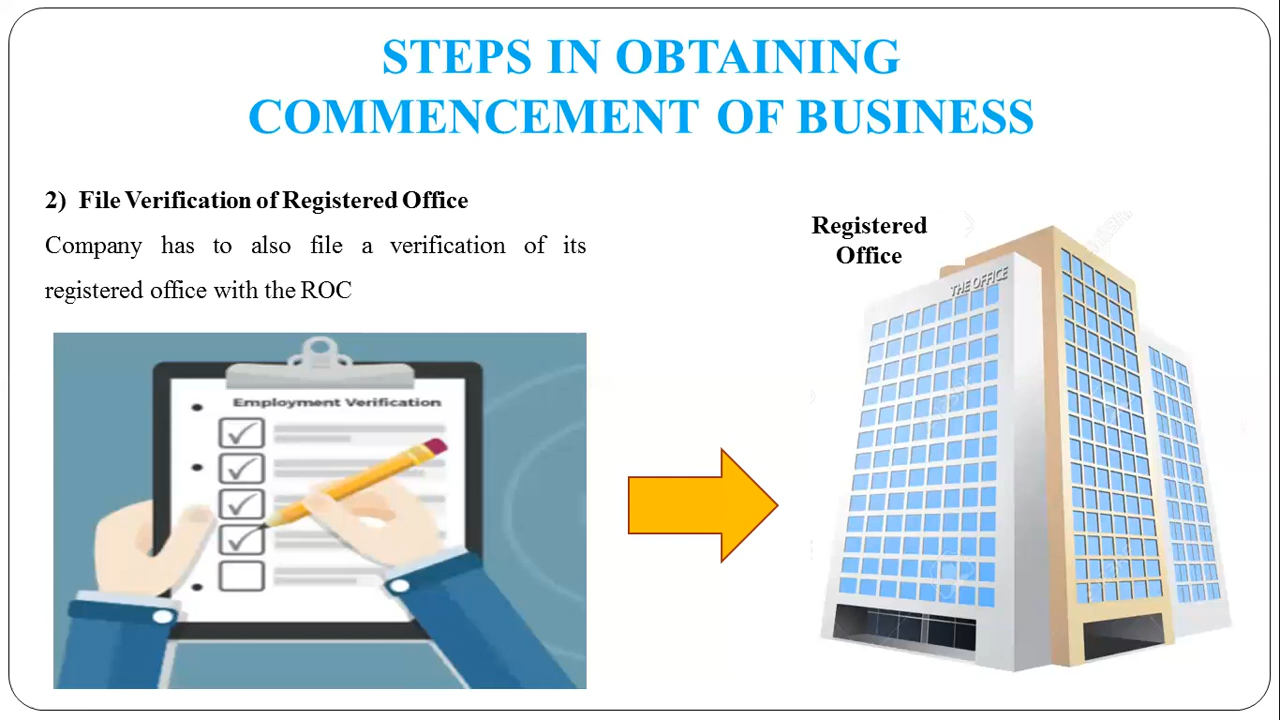 STEPS IN OBTAINING
COMMENCEMENT OF BUSINESS
2) File Verification of Registered Office
Company has to also file a verification of its
registered office with the ROC
Employment Verification
Registered
Office
THE OFFICE